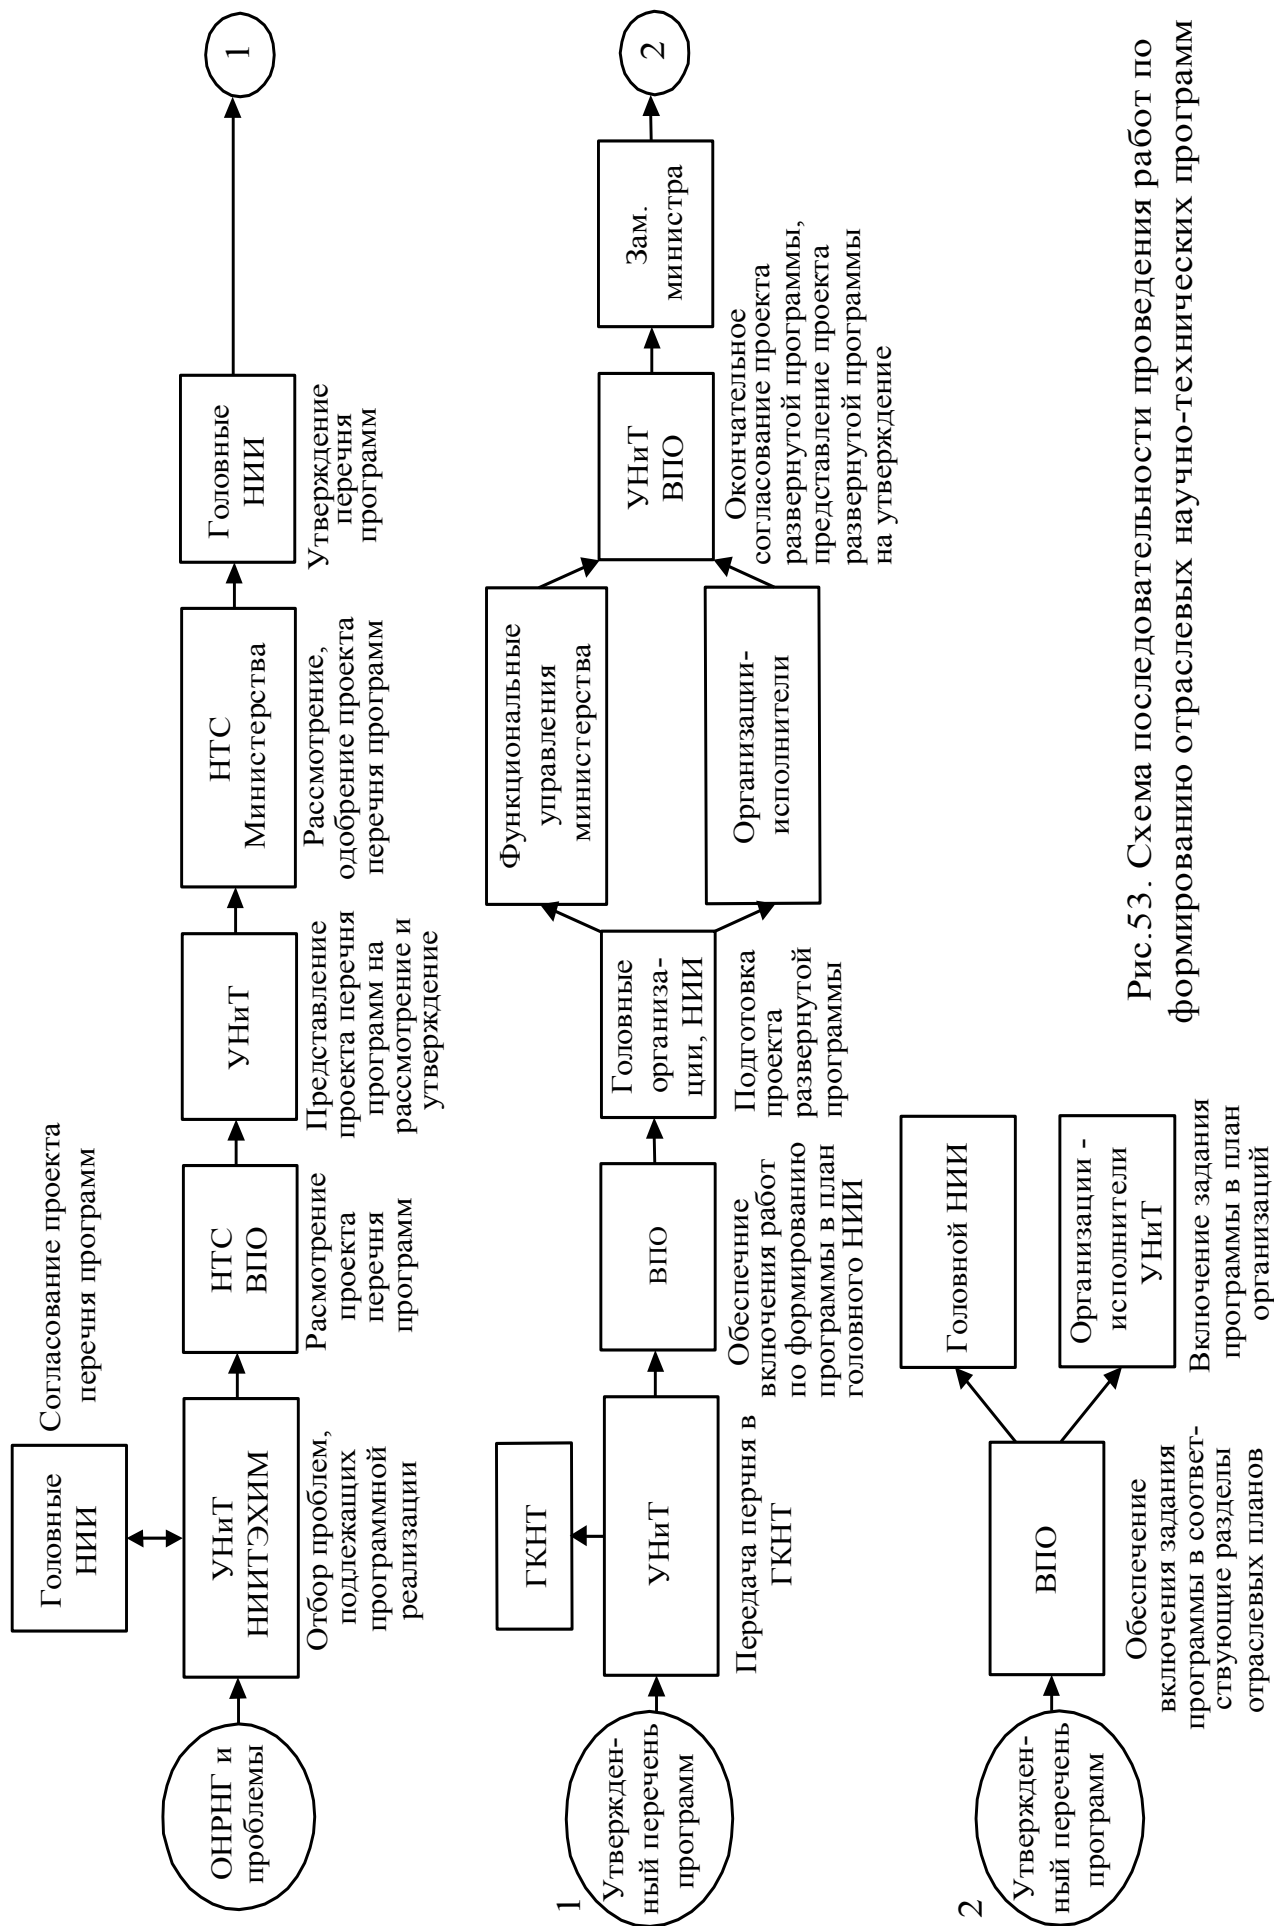 Согласование проекта
перечня программ
Головные
НИИ
ОНРНГ и
проблемы
УНиТ
НИИТЭХИМ
Отбор проблем,
подлежащих
программной
реализации
НТС
ВПО
Расмотрение
проекта
перечня
программ
УНиТ
Представление
проекта перечня
программ на
рассмотрение и
утверждение
НТС
Министерства
Рассмотрение,
одобрение проекта
перечня программ
Головные
НИИ
Утверждение
перечня
программ
1
1
Утвержден-
ный перечень
программ
ГКНТ
УНиТ
Передача перчня в
ГКНТ
ВПО
Обеспечние
включения работ
по формированию
программы в план
головного НИИ
Головные
организа-
ции, НИИ
Подготовка
проекта
развернутой
программы
Функциональные
управления
министерства
Организации-
исполнители
УНиТ
ВПО
Окончательное
согласование проекта
развернутой программы,
представление проекта
развернутой программы
на утверждение
Зам.
министра
2
2
Утвержден-
ный перечень
программ
ВПО
Обеспечение
включения задания
программы в соответ-
ствующие разделы
отраслевых планов
Головной НИИ
Организации -
исполнители
УНиТ
Включение задания
программы в план
организаций
Рис.53. Схема последовательности проведения работ по
формированию отраслевых научно-технических программ